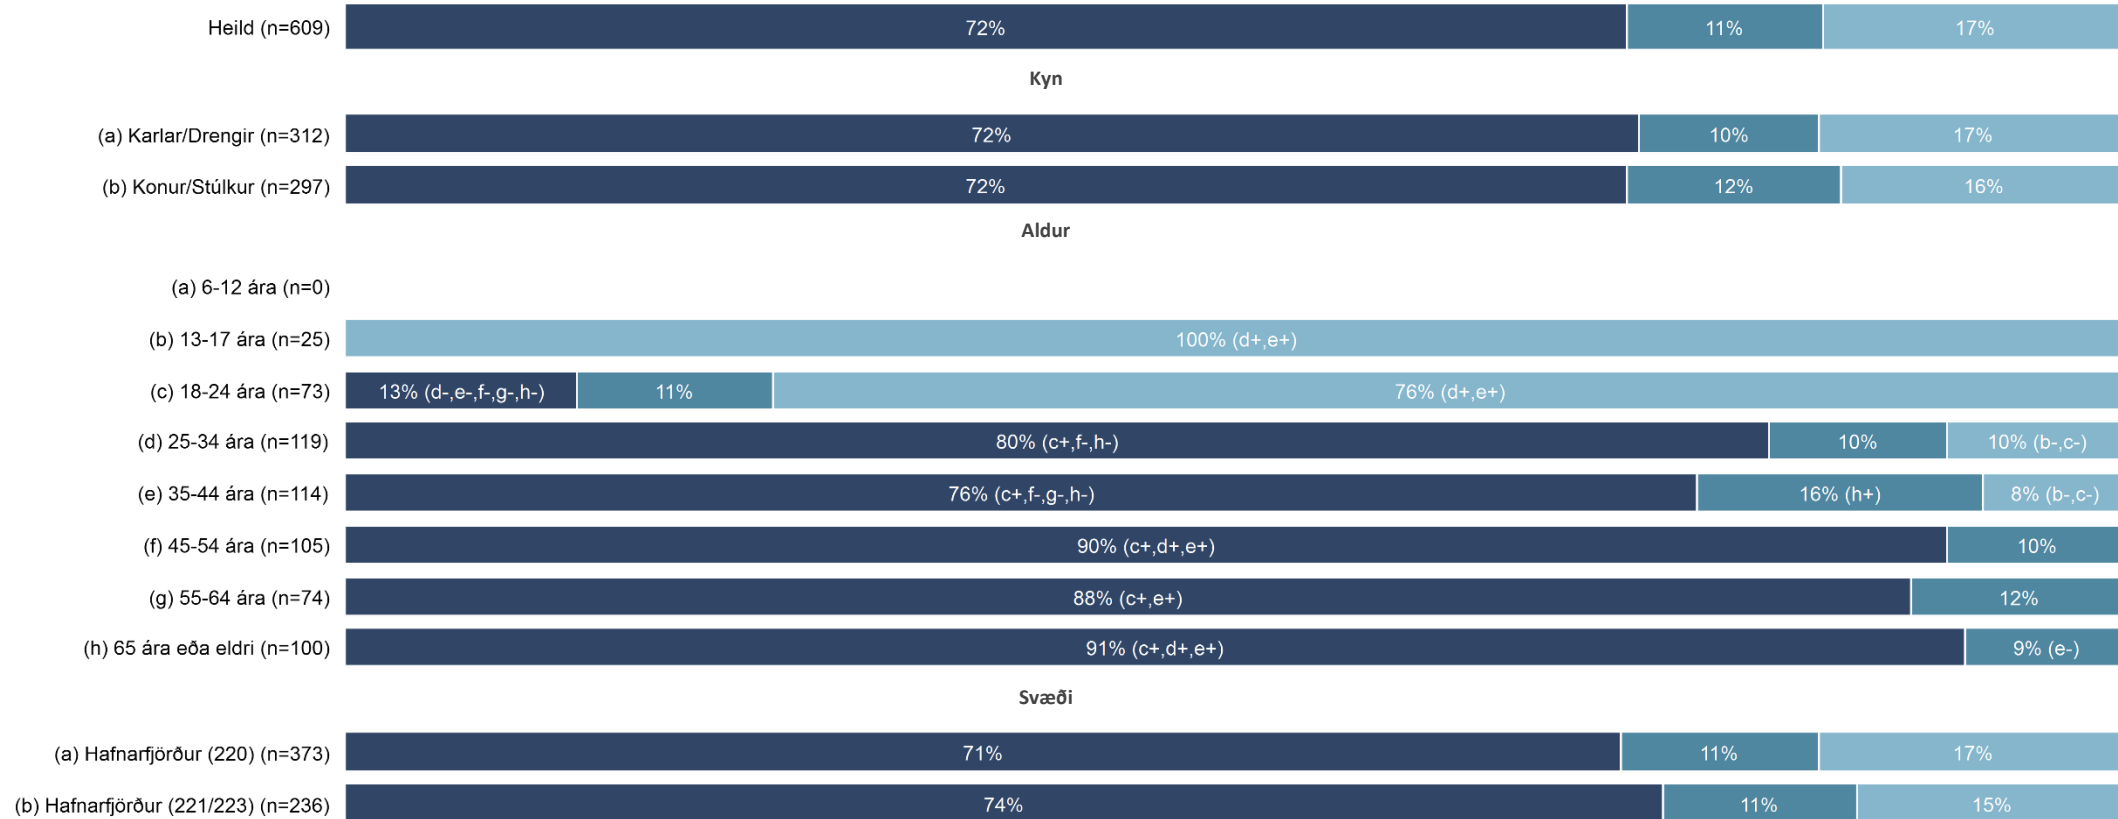 Heild (n=609) 72% 11% 17%
Kyn
(a) Karlar/Drengir (n=312) 72% 10% 17%
(b) Konur/Stúlkur (n=297) 72% 12% 16%
Aldur
(a) 6-12 ára (n=0)
(b) 13-17 ára (n=25) 100% (d+,e+)
(c) 18-24 ára (n=73) 13% (d-,e-,f-,g-,h-) 11% 76% (d+,e+)
(d) 25-34 ára (n=119) 80% (c+,f-,h-) 10% 10% (b-,c-)
(e) 35-44 ára (n=114) 76% (c+,f-,g-,h-) 16% (h+) 8% (b-,c-)
(f) 45-54 ára (n=105) 90% (c+,d+,e+) 10%
(g) 55-64 ára (n=74) 88% (c+,e+) 12%
(h) 65 ára eða eldri (n=100) 91% (c+,d+,e+) 9% (e-)
Svæði
(a) Hafnarfjörður (220) (n=373) 71% 11% 17%
(b) Hafnarfjörður (221/223) (n=236) 74% 11% 15%